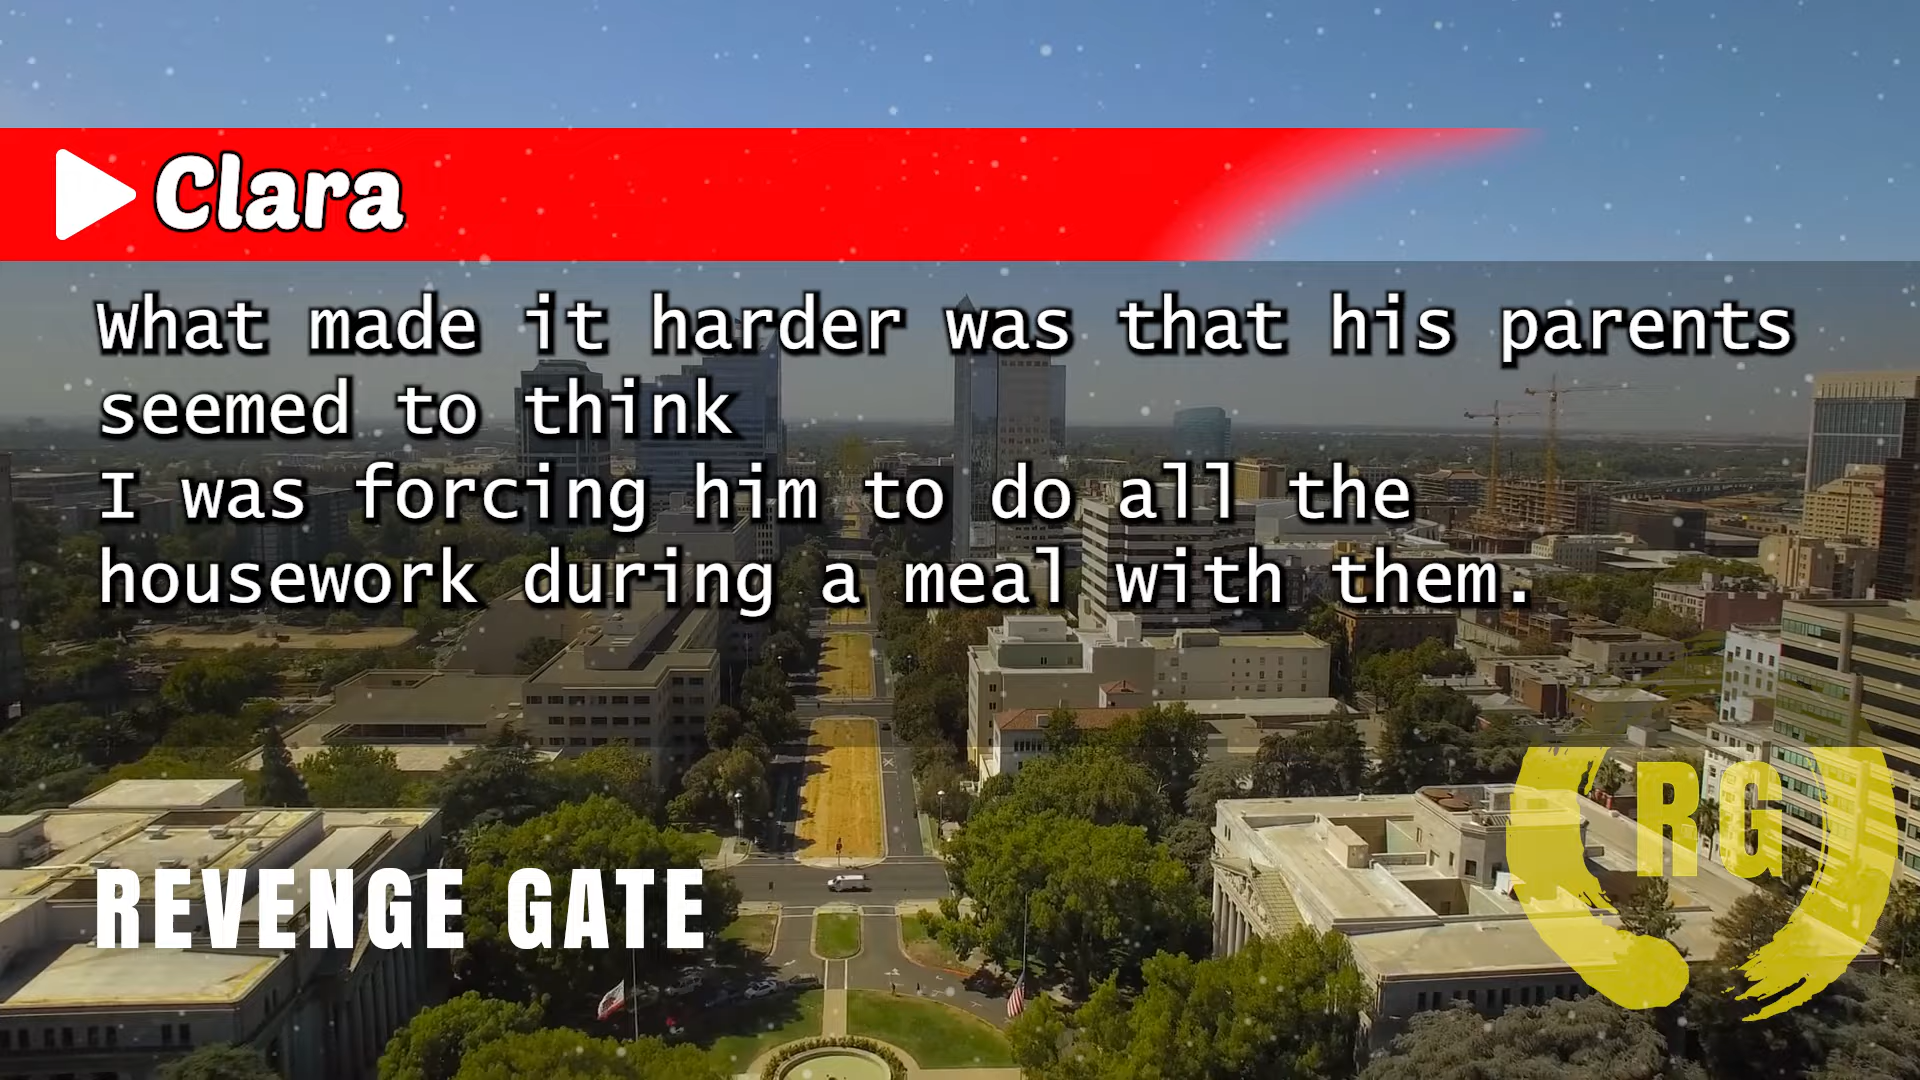 Clara
What made it harder was that his parents
seemed to think
I was forcing him to do all the
housework during a meal with them.
REVENGE GATE
RG